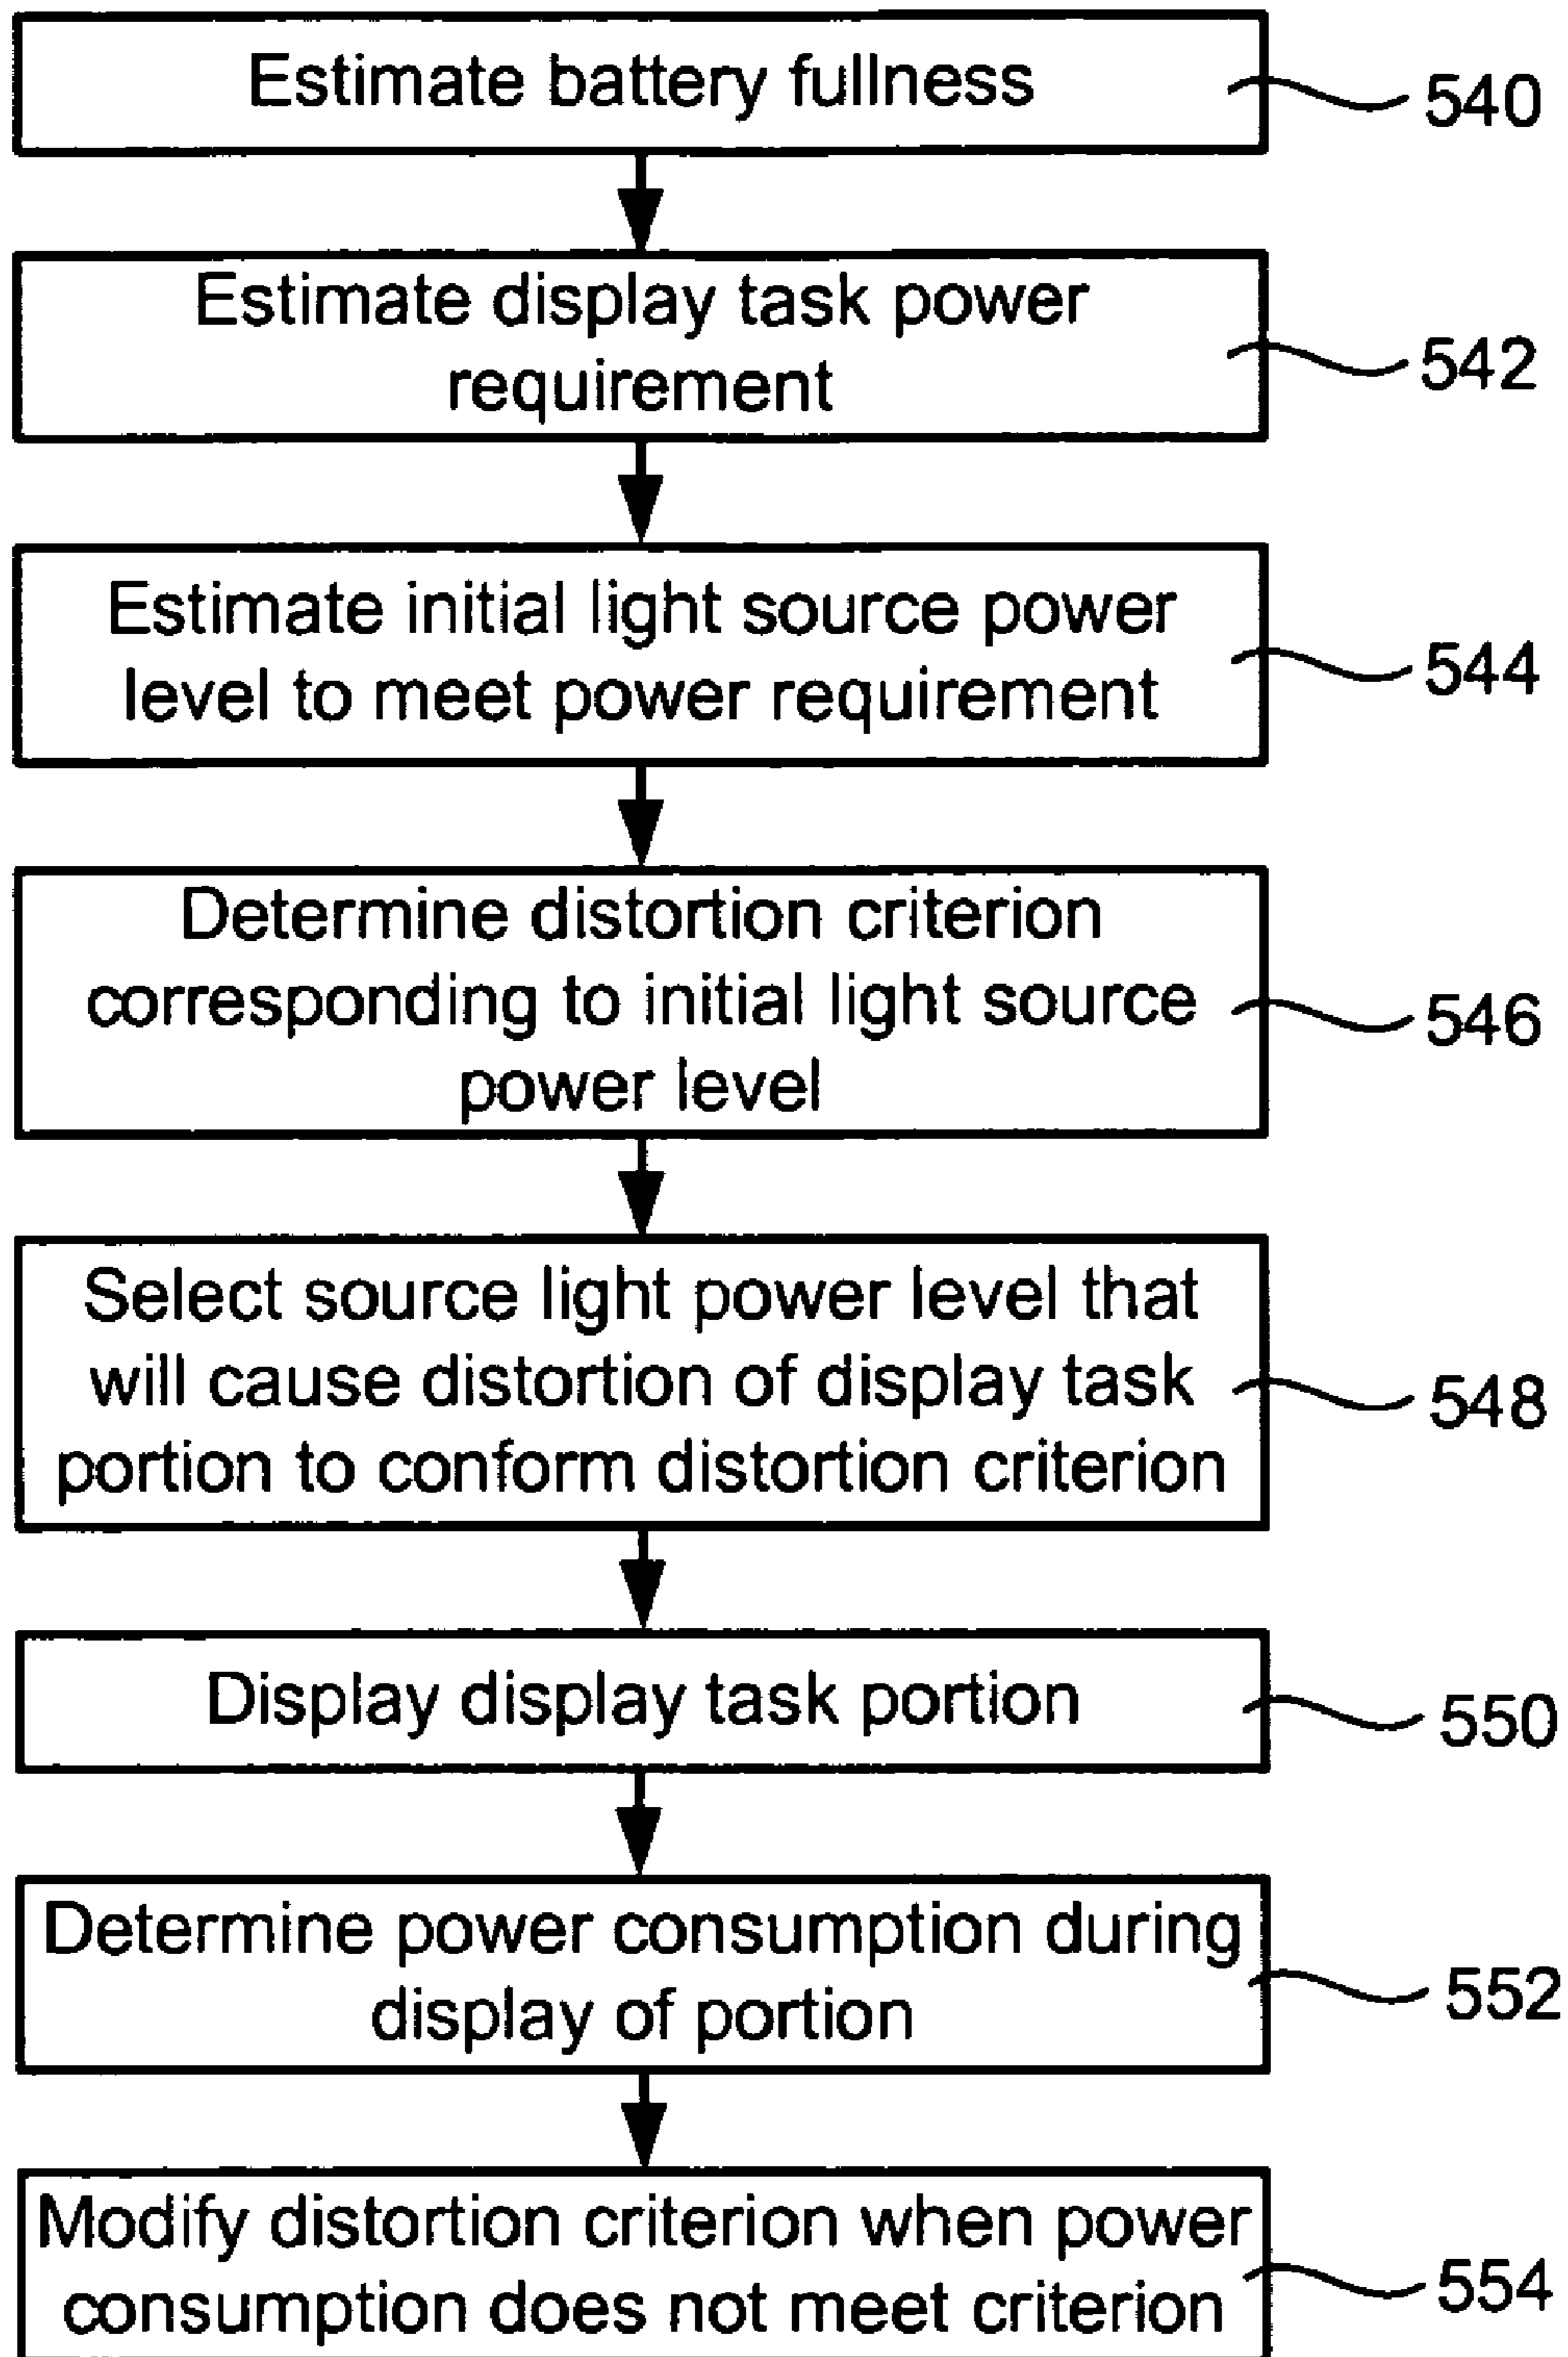 Estimate battery fullness
540
Estimate display task power
requirement
542
Estimate initial light source power
level to meet power requirement
544
Determine distortion criterion
corresponding to initial light source
power level
546
Select source light power level that
will cause distortion of display task
portion to conform distortion criterion
548
Display display task portion
550
Determine power consumption during
display of portion
552
Modify distortion criterion when power
consumption does not meet criterion
554